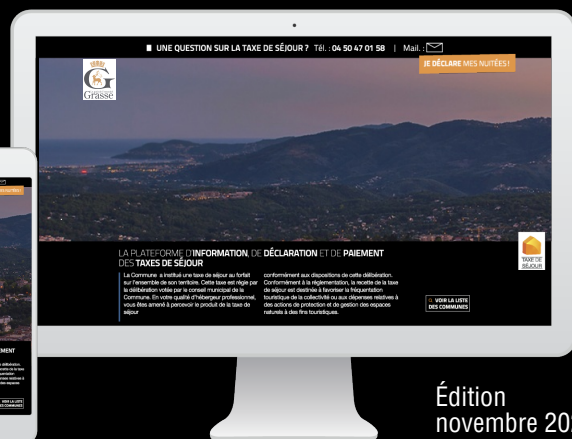 UNE QUESTION SUR LA TAXE DE SÉJOUR ? Tél. : 04 50 47 01 58 | Mail. :
JE DÉCLARE MES NUITÉES !
G
Grasse
LA PLATEFORME D'INFORMATION, DE DÉCLARATION ET DE PAIEMENT
DES TAXES DE SÉJOUR
La Commune a institué une taxe de séjour au forfait
sur l'ensemble de son territoire. Cette taxe est régie par
la délibération votée par le conseil municipal de la
Commune. En votre qualité d'hébergeur professionnel,
vous êtes amené à percevoir le produit de la taxe de
séjour
conformément aux dispositions de cette délibération.
Conformément à la réglementation, la recette de la taxe
de séjour est destinée à favoriser la fréquentation
touristique de la collectivité ou aux dépenses relatives à
des actions de protection et de gestion des espaces
naturels à des fins touristiques.
TAXE DE
SÉJOUR
VOIR LA LISTE
DES COMMUNES
Édition
novembre 202